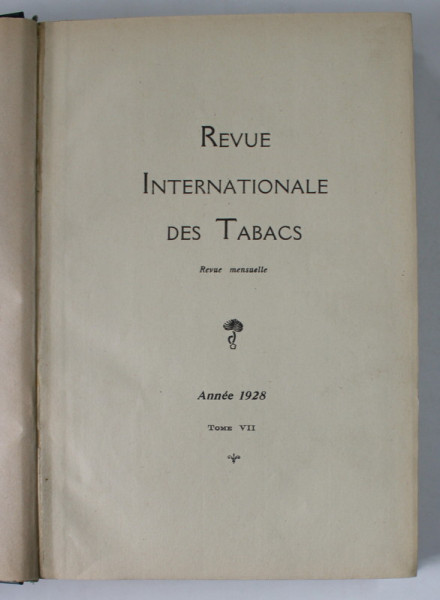 Revue
Internationale
des Tabacs
Revue mensuelle
Année 1928
Tome VII